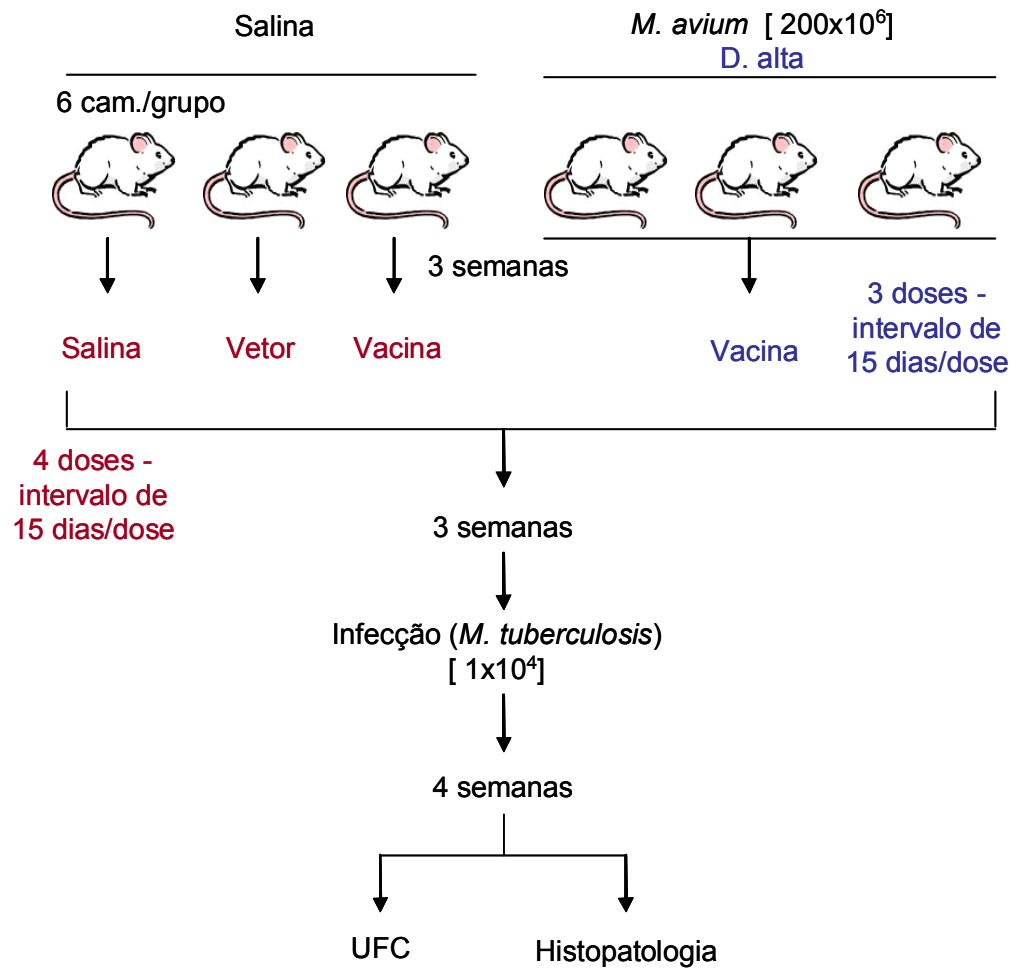 Salina
M. avium [ 200x10⁶]
D. alta
6 cam./grupo
3 semanas
Salina
Vetor
Vacina
Vacina
3 doses -
intervalo de
15 dias/dose
4 doses -
intervalo de
15 dias/dose
3 semanas
Infecção (M. tuberculosis)
[ 1x10⁴]
4 semanas
UFC
Histopatologia